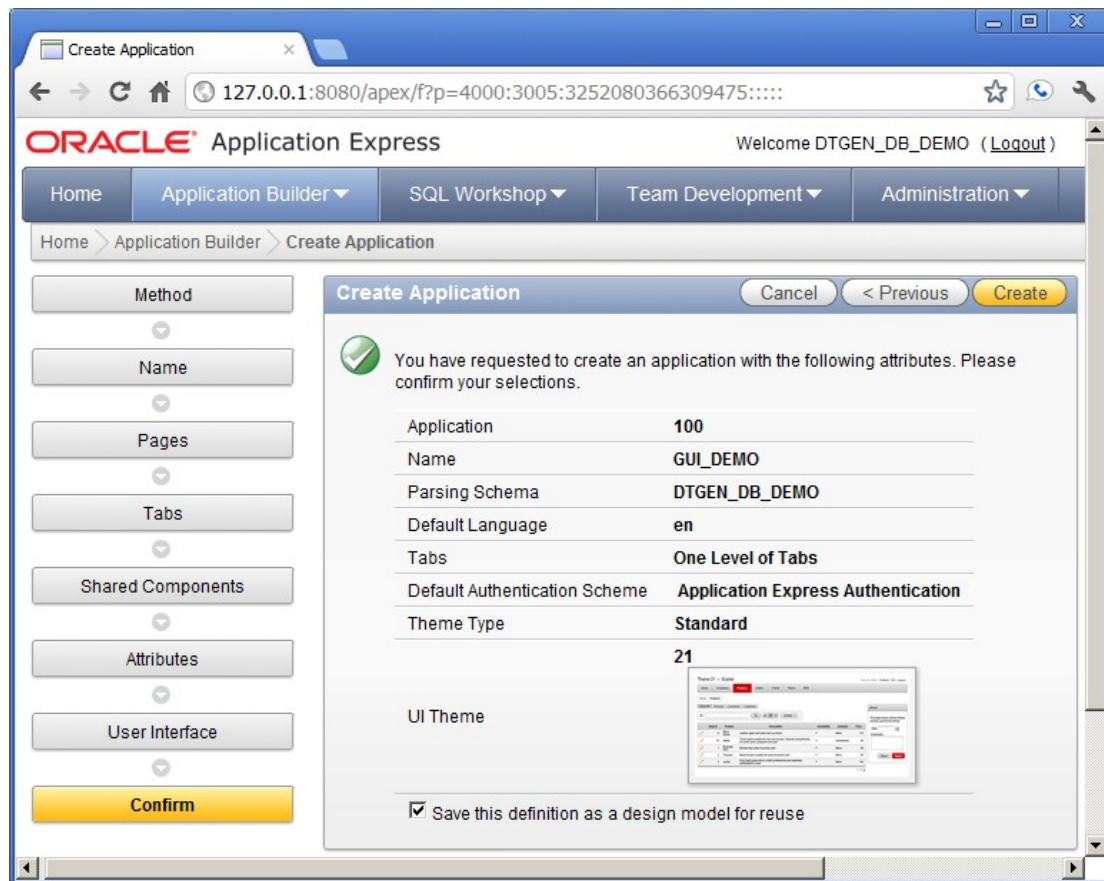 Create Application
127.0.0.1:8080/apex/f?p=4000:3005:3252080366309475:::::
ORACLE Application Express
Welcome DTGEN_DB_DEMO ( Logout )
Home
Application Builder
SQL Workshop
Team Development
Administration
Home
Application Builder
Create Application
Method
Name
Pages
Tabs
Shared Components
Attributes
User Interface
Confirm
Create Application
Cancel
< Previous
Create
You have requested to create an application with the following attributes. Please
confirm your selections.
Application 100
Name GUI_DEMO
Parsing Schema DTGEN_DB_DEMO
Default Language en
Tabs One Level of Tabs
Default Authentication Scheme Application Express Authentication
Theme Type Standard
UI Theme 21
Save this definition as a design model for reuse